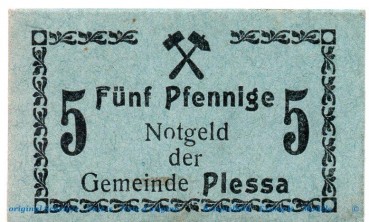 5 Fünf Pfennige 5
Notgeld
der
Gemeinde Plessa